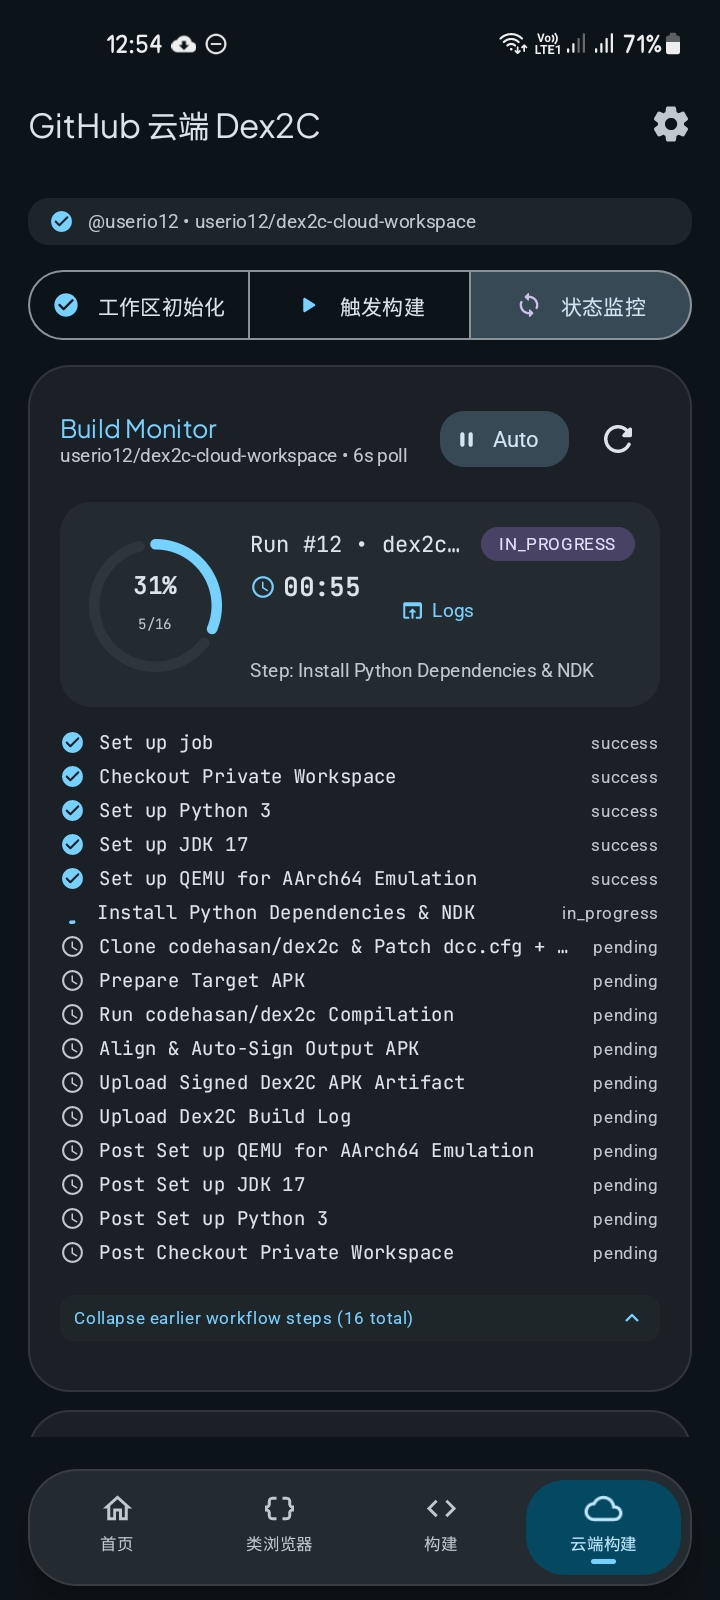 12:54
Vo))
LTE1
71%
GitHub 云端 Dex2C
@userio12 • userio12/dex2c-cloud-workspace
工作区初始化
触发构建
状态监控
Build Monitor
userio12/dex2c-cloud-workspace • 6s poll
Auto
31%
5/16
Run #12 • dex2c…
IN_PROGRESS
00:55
Logs
Step: Install Python Dependencies & NDK
Set up job success
Checkout Private Workspace success
Set up Python 3 success
Set up JDK 17 success
Set up QEMU for AArch64 Emulation success
Install Python Dependencies & NDK in_progress
Clone codehasan/dex2c & Patch dcc.cfg + … pending
Prepare Target APK pending
Run codehasan/dex2c Compilation pending
Align & Auto-Sign Output APK pending
Upload Signed Dex2C APK Artifact pending
Upload Dex2C Build Log pending
Post Set up QEMU for AArch64 Emulation pending
Post Set up JDK 17 pending
Post Set up Python 3 pending
Post Checkout Private Workspace pending
Collapse earlier workflow steps (16 total)
首页
类浏览器
构建
云端构建